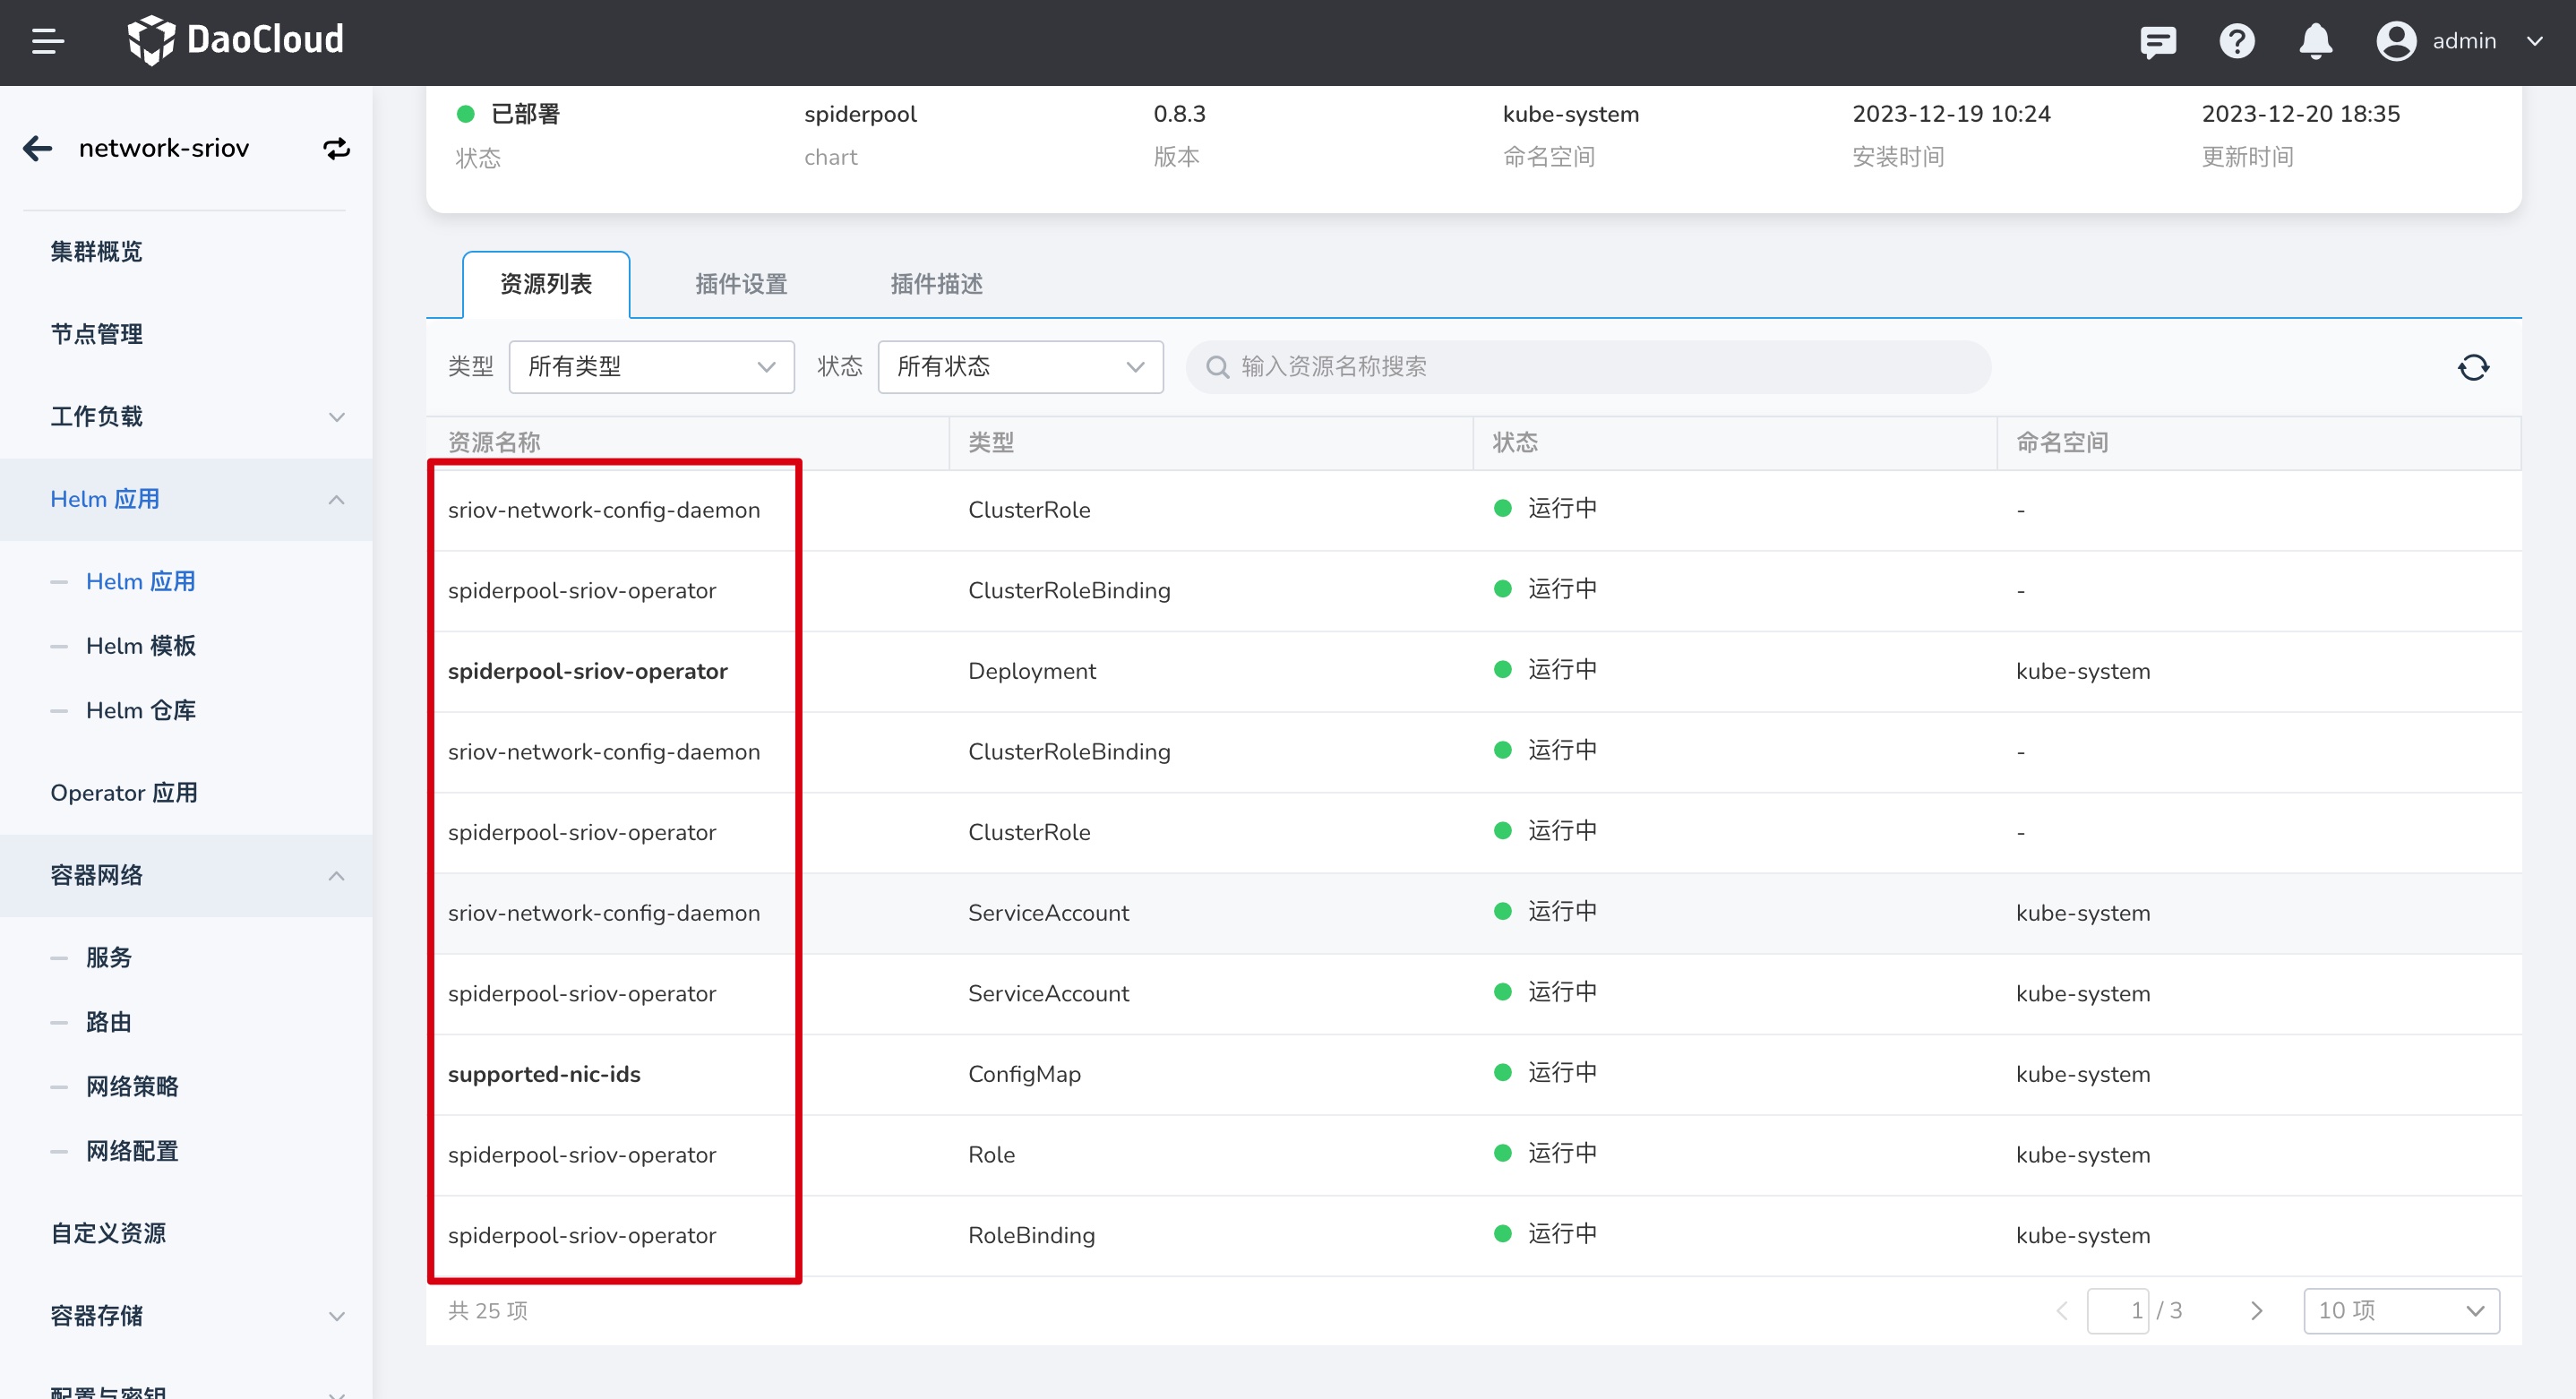 DaoCloud
admin
network-sriov
集群概览
节点管理
工作负载
Helm 应用
Helm 应用
Helm 模板
Helm 仓库
Operator 应用
容器网络
服务
路由
网络策略
网络配置
自定义资源
容器存储
配置与密钥
已部署 spiderpool 0.8.3 kube-system 2023-12-19 10:24 2023-12-20 18:35
状态 chart 版本 命名空间 安装时间 更新时间
资源列表 插件设置 插件描述
类型 所有类型 状态 所有状态 输入资源名称搜索
资源名称 类型 状态 命名空间
sriov-network-config-daemon ClusterRole 运行中 -
spiderpool-sriov-operator ClusterRoleBinding 运行中 -
spiderpool-sriov-operator Deployment 运行中 kube-system
sriov-network-config-daemon ClusterRoleBinding 运行中 -
spiderpool-sriov-operator ClusterRole 运行中 -
sriov-network-config-daemon ServiceAccount 运行中 kube-system
spiderpool-sriov-operator ServiceAccount 运行中 kube-system
supported-nic-ids ConfigMap 运行中 kube-system
spiderpool-sriov-operator Role 运行中 kube-system
spiderpool-sriov-operator RoleBinding 运行中 kube-system
共 25 项 1 / 3 10 项